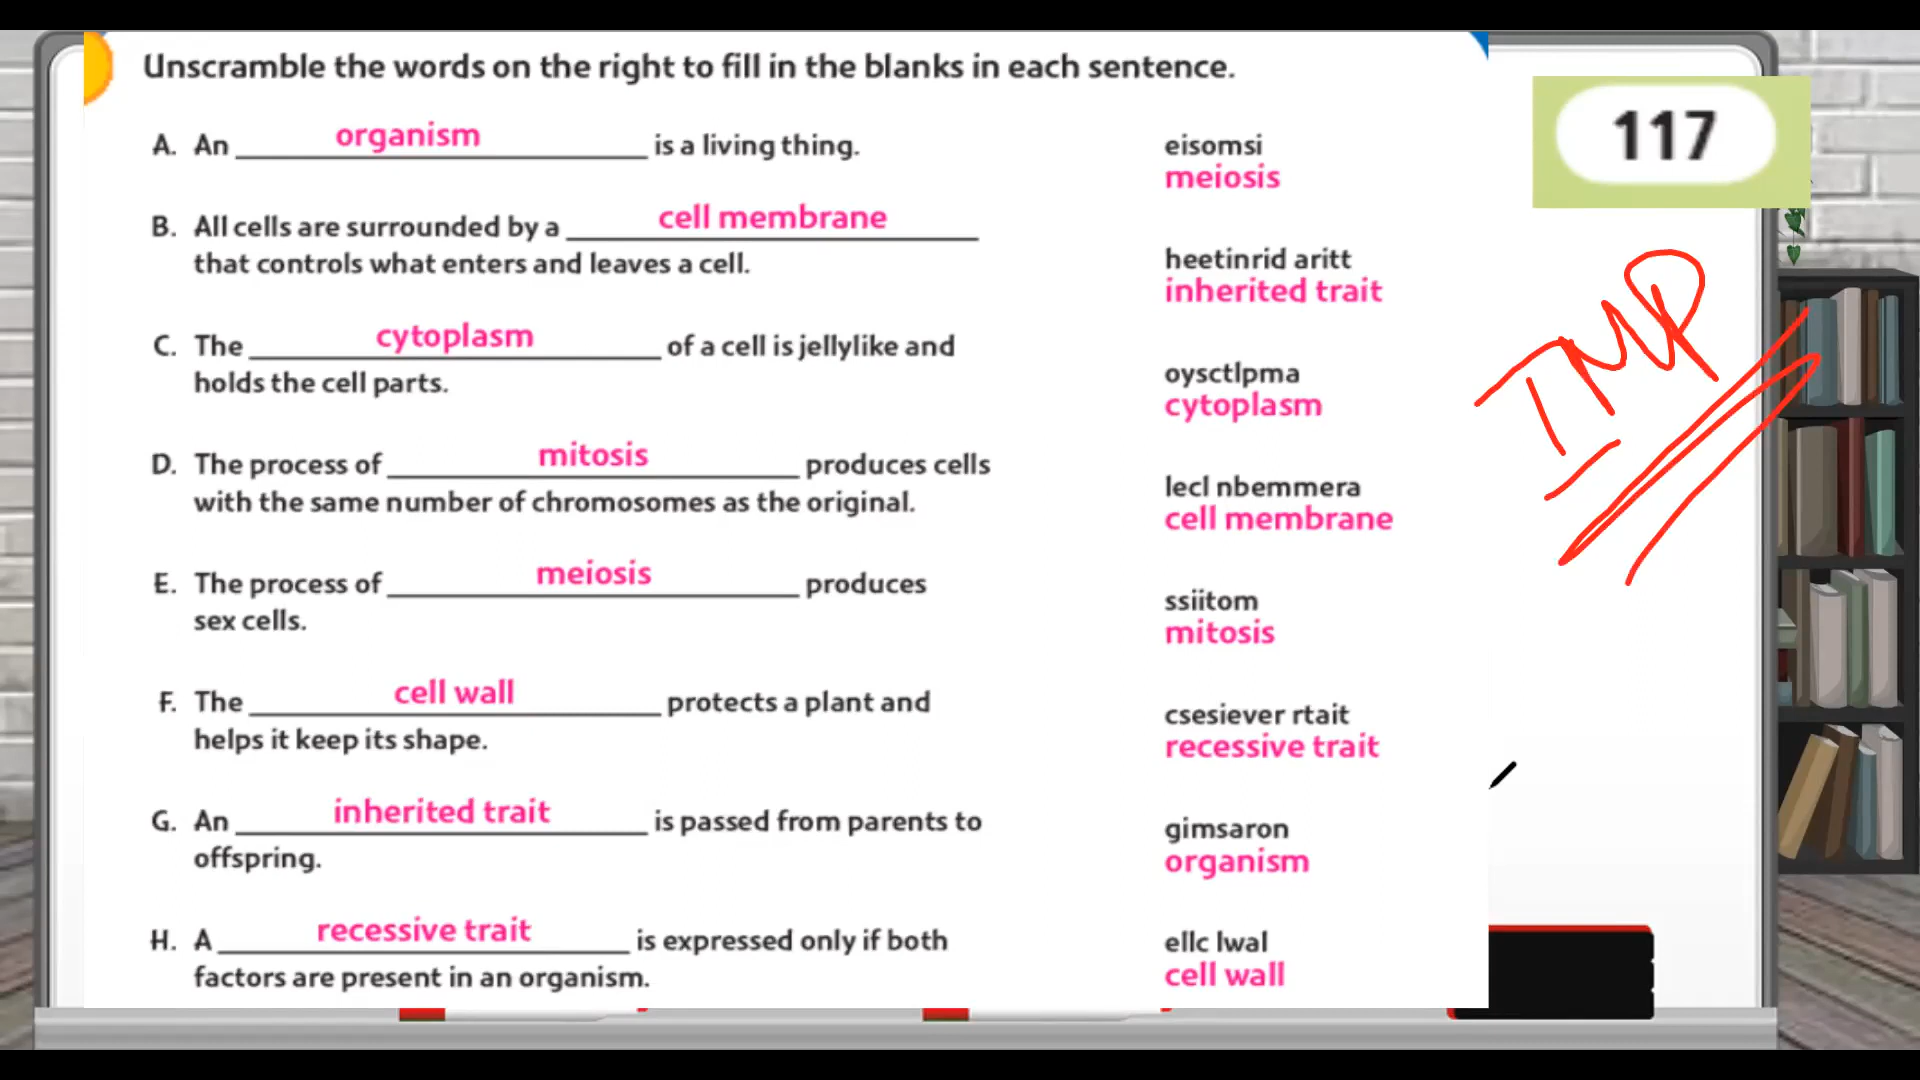 Unscramble the words on the right to fill in the blanks in each sentence.
117
A. An organism is a living thing.
B. All cells are surrounded by a cell membrane
that controls what enters and leaves a cell.
C. The cytoplasm of a cell is jellylike and
holds the cell parts.
D. The process of mitosis produces cells
with the same number of chromosomes as the original.
E. The process of meiosis produces
sex cells.
F. The cell wall protects a plant and
helps it keep its shape.
G. An inherited trait is passed from parents to
offspring.
H. A recessive trait is expressed only if both
factors are present in an organism.
eisomsi
meiosis
heetinrid aritt
inherited trait
oysctlpma
cytoplasm
lecl nbemmera
cell membrane
ssiitom
mitosis
csesiever rtait
recessive trait
gimsaron
organism
ellc lwal
cell wall
IMP